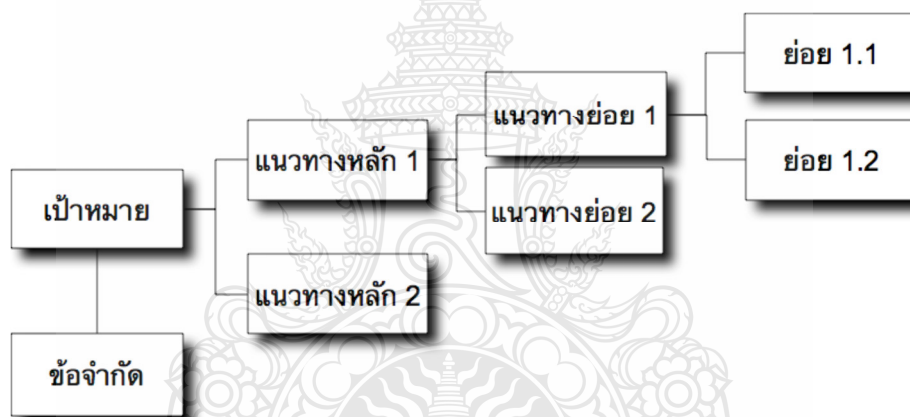 ย่อย 1.1
แนวทางย่อย 1
แนวทางหลัก 1
ย่อย 1.2
เป้าหมาย
แนวทางย่อย 2
แนวทางหลัก 2
ข้อจำกัด